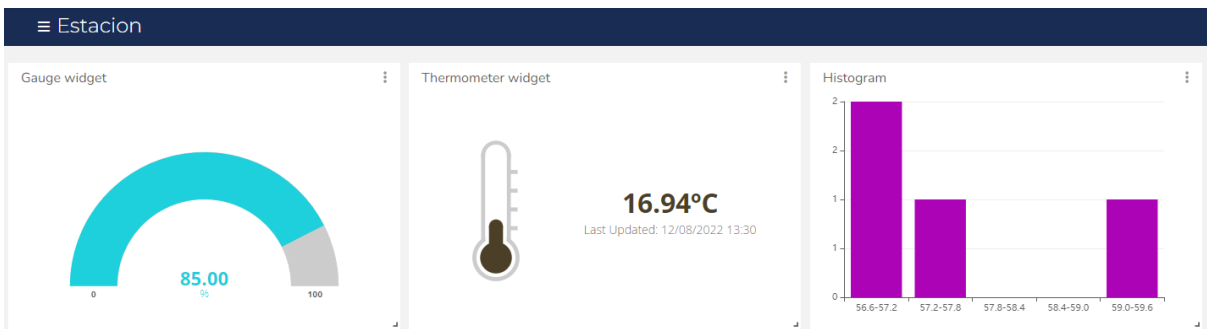 ≡ Estacion
Gauge widget
85.00
%
0
100
Thermometer widget
16.94ºC
Last Updated: 12/08/2022 13:30
Histogram
2
2
1
1
0
56.6-57.2 57.2-57.8 57.8-58.4 58.4-59.0 59.0-59.6